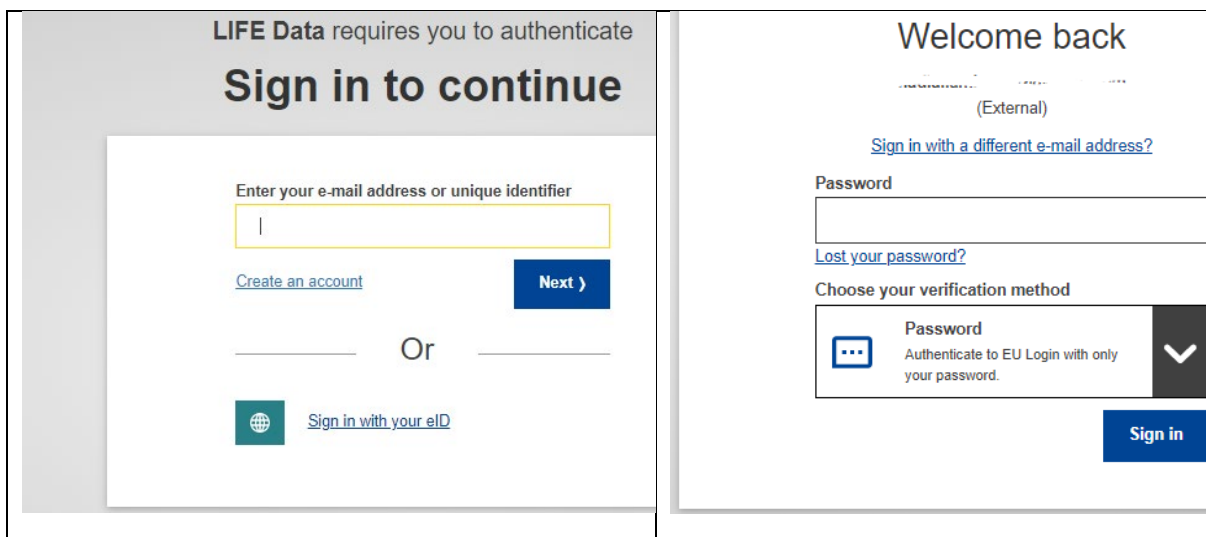 LIFE Data requires you to authenticate
Sign in to continue
Enter your e-mail address or unique identifier
Create an account
Next ⟩
Or
Sign in with your eID
Welcome back
(External)
Sign in with a different e-mail address?
Password
Lost your password?
Choose your verification method
Password
Authenticate to EU Login with only
your password.
Sign in